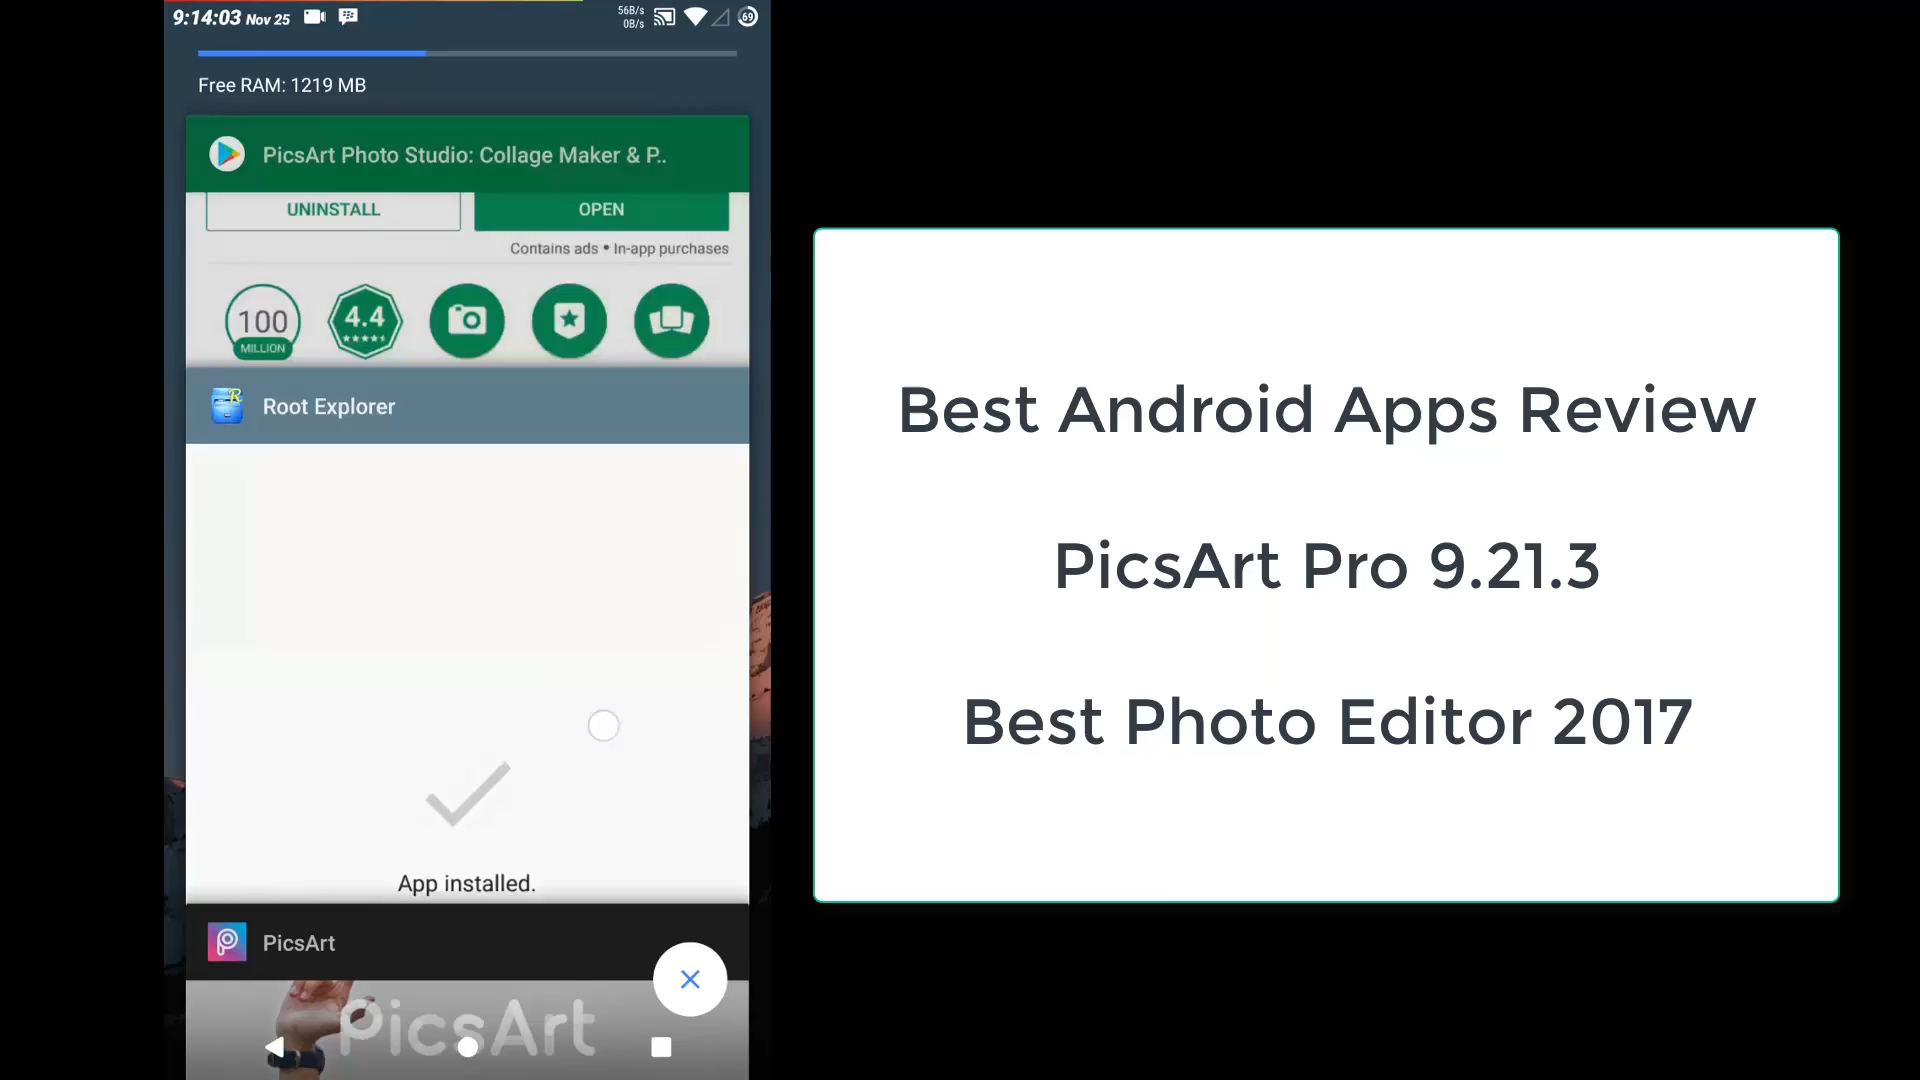 9:14:03 Nov 25
56B/s
0B/s
69
Free RAM: 1219 MB
PicsArt Photo Studio: Collage Maker & P..
UNINSTALL
OPEN
Contains ads • In-app purchases
100
MILLION
4.4
Root Explorer
App installed.
PicsArt
PicsArt
Best Android Apps Review
PicsArt Pro 9.21.3
Best Photo Editor 2017